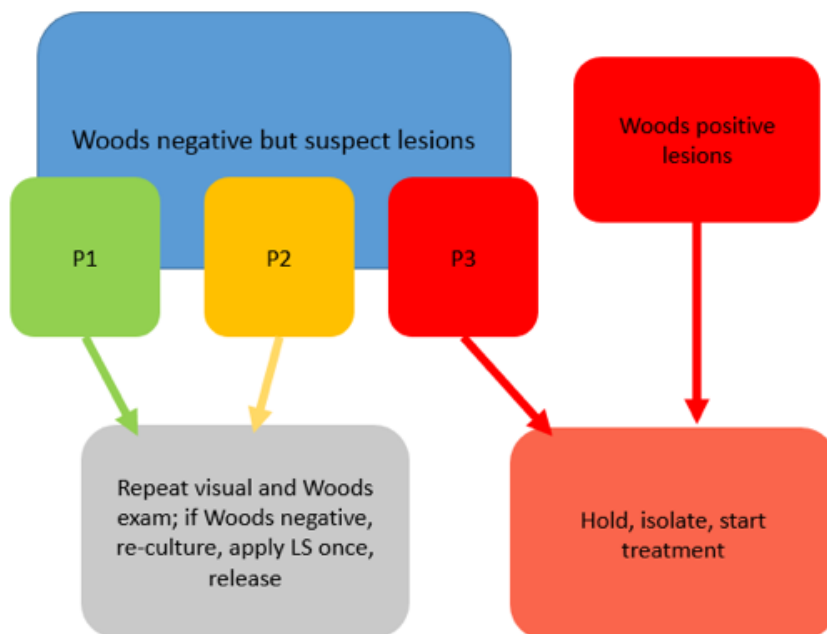 Woods negative but suspect lesions
Woods positive
lesions
P1
P2
P3
Repeat visual and Woods
exam; if Woods negative,
re-culture, apply LS once,
release
Hold, isolate, start
treatment